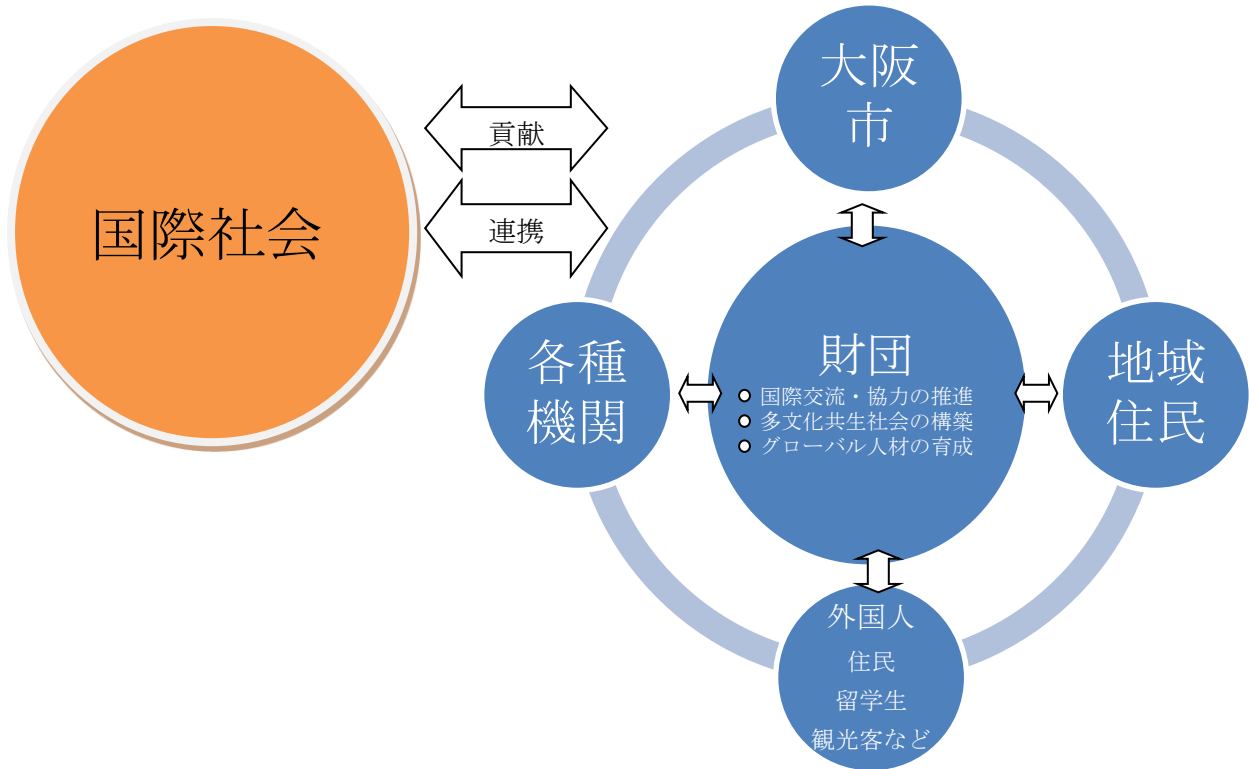 国際社会
貢献
連携
大阪
市
各種
機関
財団
国際交流・協力の推進
多文化共生社会の構築
グローバル人材の育成
地域
住民
外国人
住民
留学生
観光客など